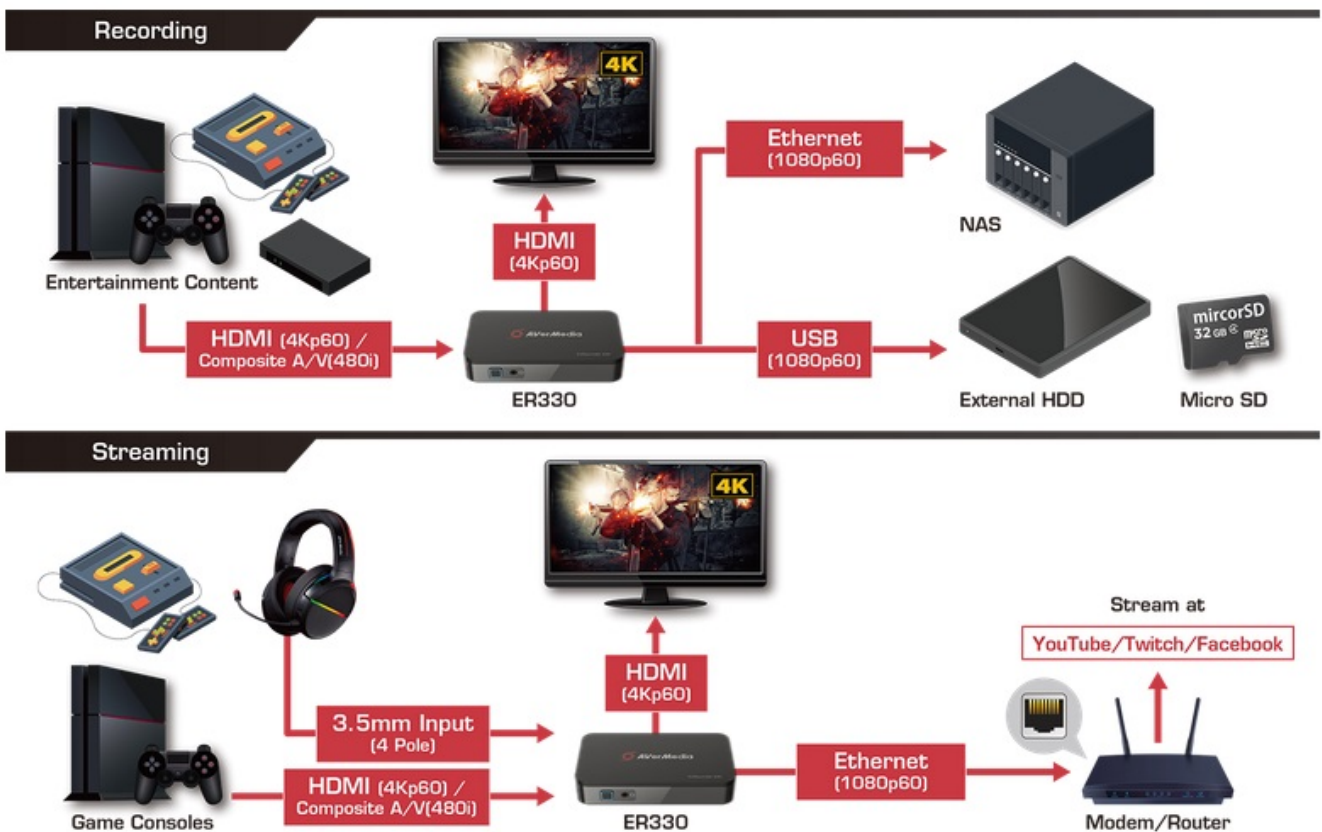 Recording
4K
Ethernet
(1080p60)
NAS
HDMI
(4Kp60)
Entertainment Content
HDMI (4Kp60) /
Composite A/V(480i)
AVerMedia
ER330
USB
(1080p60)
mircorSD
32 GB 4 micro
External HDD
Micro SD
Streaming
4K
Stream at
YouTube/Twitch/Facebook
HDMI
(4Kp60)
3.5mm Input
(4 Pole)
HDMI (4Kp60) /
Composite A/V(480i)
AVerMedia
Ethernet
(1080p60)
Game Consoles
ER330
Modem/Router